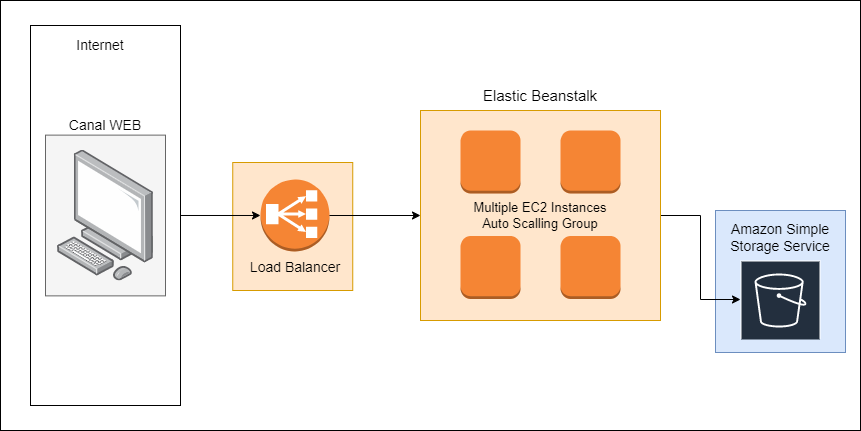 Internet
Canal WEB
Load Balancer
Elastic Beanstalk
Multiple EC2 Instances
Auto Scalling Group
Amazon Simple
Storage Service